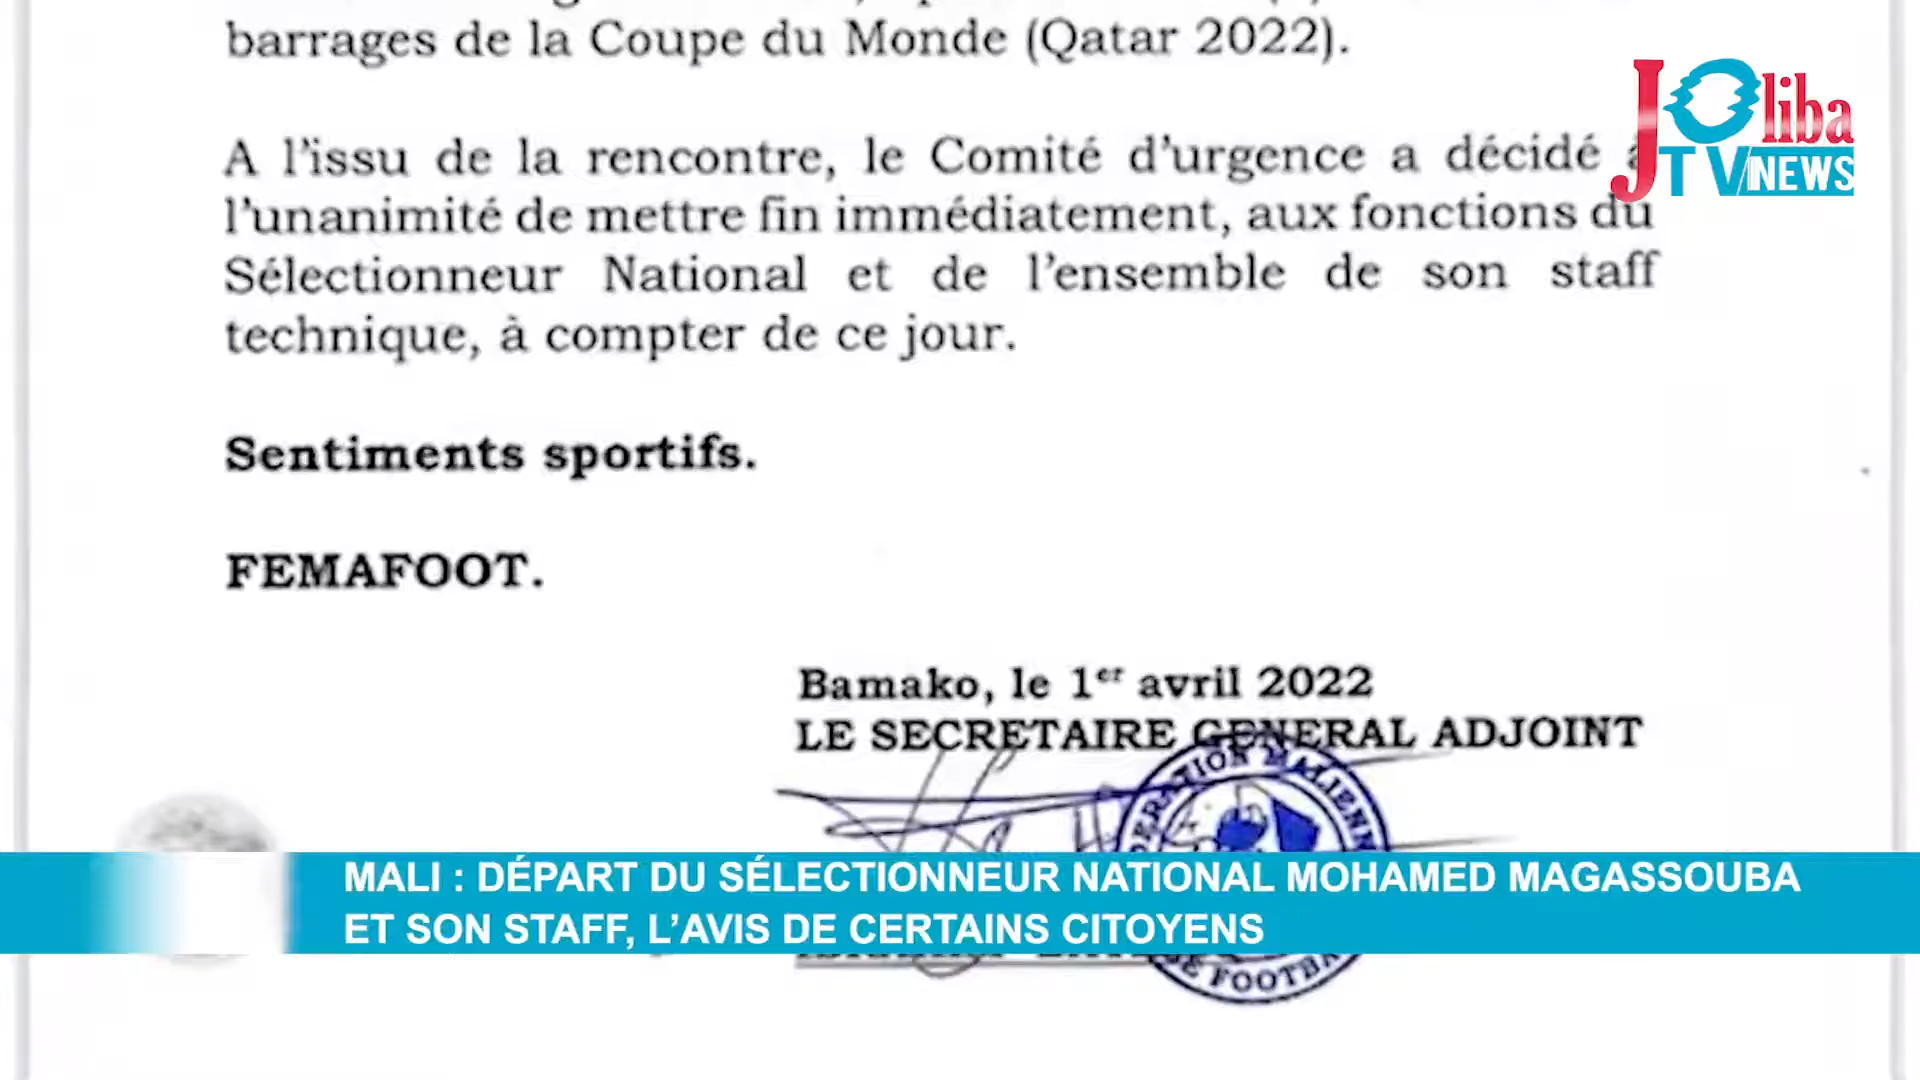 barrages de la Coupe du Monde (Qatar 2022).
JOliba
TV NEWS
A l'issu de la rencontre, le Comité d'urgence a décidé à
l'unanimité de mettre fin immédiatement, aux fonctions du
Sélectionneur National et de l'ensemble de son staff
technique, à compter de ce jour.
Sentiments sportifs.
FEMAFOOT.
Bamako, le 1er avril 2022
LE SECRETAIRE GENERAL ADJOINT
MALI : DÉPART DU SÉLECTIONNEUR NATIONAL MOHAMED MAGASSOUBA
ET SON STAFF, L'AVIS DE CERTAINS CITOYENS